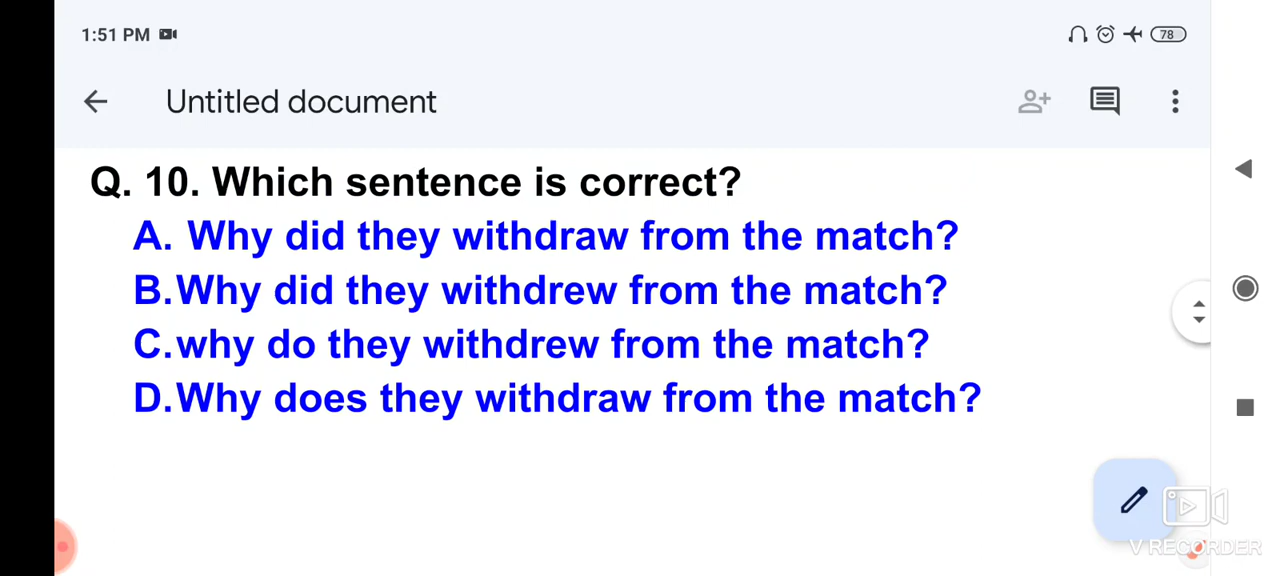 1:51 PM
78
Untitled document
Q. 10. Which sentence is correct?
A. Why did they withdraw from the match?
B.Why did they withdrew from the match?
C.why do they withdrew from the match?
D.Why does they withdraw from the match?
V RECORDER